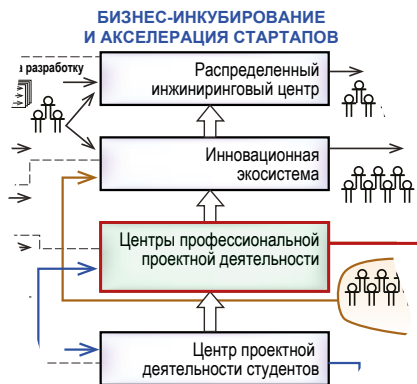 БИЗНЕС-ИНКУБИРОВАНИЕ
И АКСЕЛЕРАЦИЯ СТАРТАПОВ
а разработку
Распределенный
инжиниринговый центр
Инновационная
экосистема
Центры профессиональной
проектной деятельности
Центр проектной
деятельности студентов